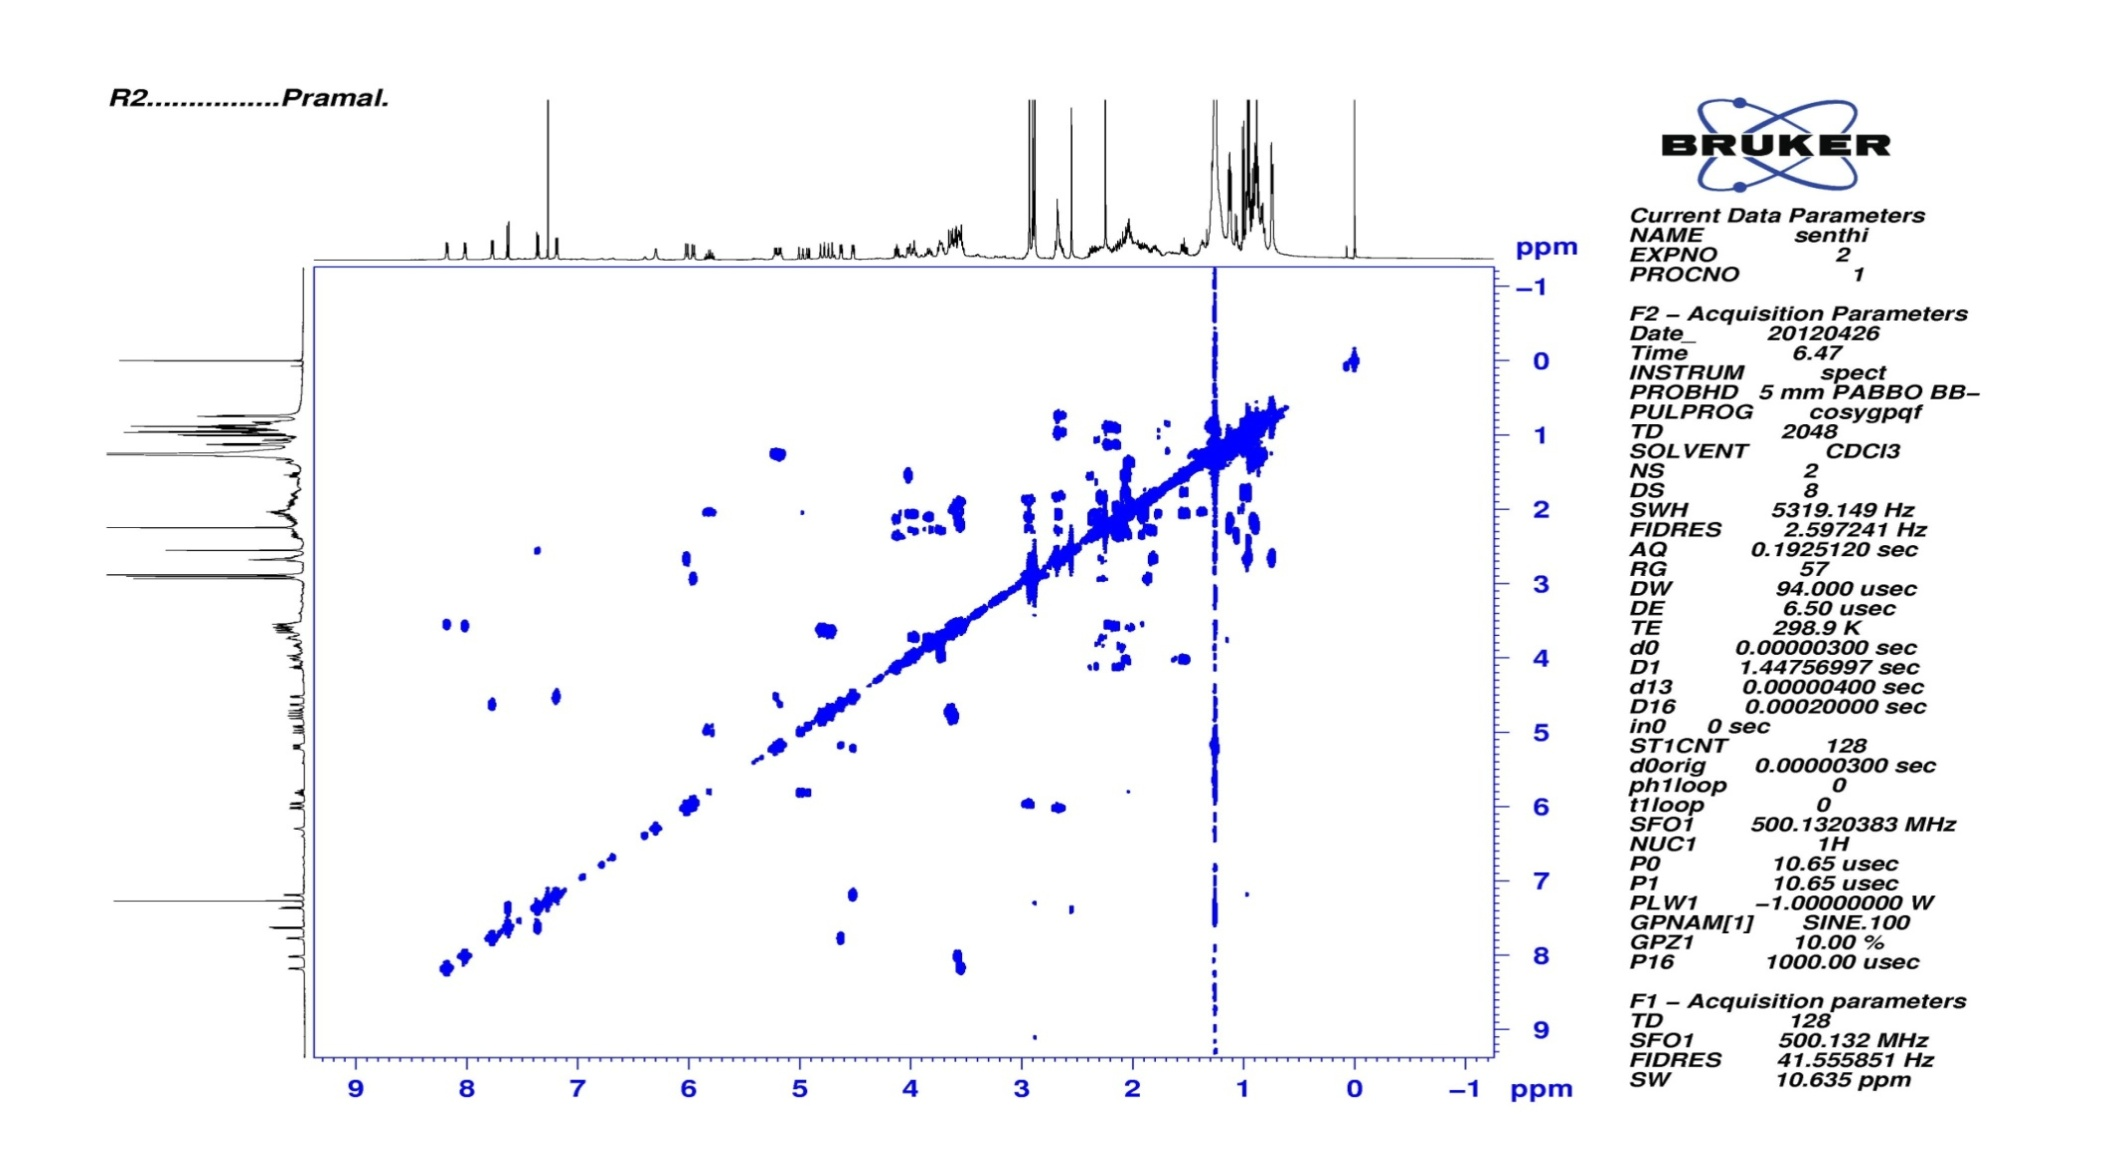 R2................Pramal.
BRUKER
Current Data Parameters
NAME senthi
EXPNO 2
PROCNO 1
F2 – Acquisition Parameters
Date_ 20120426
Time 6.47
INSTRUM spect
PROBHD 5 mm PABBO BB–
PULPROG cosygpqf
TD 2048
SOLVENT CDCl3
NS 2
DS 8
SWH 5319.149 Hz
FIDRES 2.597241 Hz
AQ 0.1925120 sec
RG 57
DW 94.000 usec
DE 6.50 usec
TE 298.9 K
d0 0.00000300 sec
D1 1.44756997 sec
d13 0.00000400 sec
D16 0.00020000 sec
in0 0 sec
ST1CNT 128
d0orig 0.00000300 sec
ph1loop 0
t1loop 0
SFO1 500.1320383 MHz
NUC1 1H
P0 10.65 usec
P1 10.65 usec
PLW1 –1.00000000 W
GPNAM[1] SINE.100
GPZ1 10.00 %
P16 1000.00 usec
F1 – Acquisition parameters
TD 128
SFO1 500.132 MHz
FIDRES 41.555851 Hz
SW 10.635 ppm
ppm
–1
0
1
2
3
4
5
6
7
8
9
9 8 7 6 5 4 3 2 1 0 –1 ppm